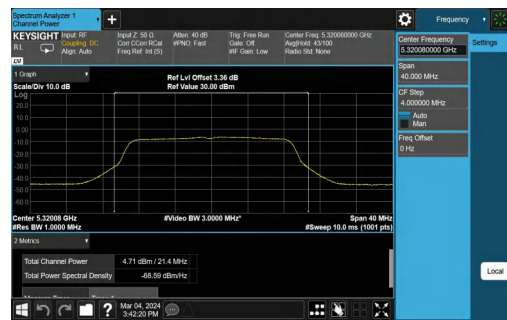 Spectrum Analyzer 1
Channel Power
Frequency
KEYSIGHT
RL
Input: RF
Coupling: DC
Align: Auto
Input Z: 50 Ω
Corr CCorr RCal
Freq Ref: Int (S)
Atten: 40 dB
#PNO: Fast
Trig: Free Run
Gate: Off
#IF Gain: Low
Center Freq: 5.320080000 GHz
Avg|Hold: 43/100
Radio Std: None
LXI
Center Frequency
5.320080000 GHz
Settings
Span
40.000 MHz
CF Step
4.000000 MHz
Auto
Man
Freq Offset
0 Hz
1 Graph
Scale/Div 10.0 dB
Ref Lvl Offset 3.36 dB
Ref Value 30.00 dBm
Log
20.0
10.0
0.00
-10.0
-20.0
-30.0
-40.0
-50.0
-60.0
Center 5.32008 GHz
#Video BW 3.0000 MHz*
Span 40 MHz
#Res BW 1.0000 MHz
#Sweep 10.0 ms (1001 pts)
2 Metrics
Total Channel Power
4.71 dBm / 21.4 MHz
Total Power Spectral Density
-68.59 dBm/Hz
Local
?
Mar 04, 2024
3:42:20 PM